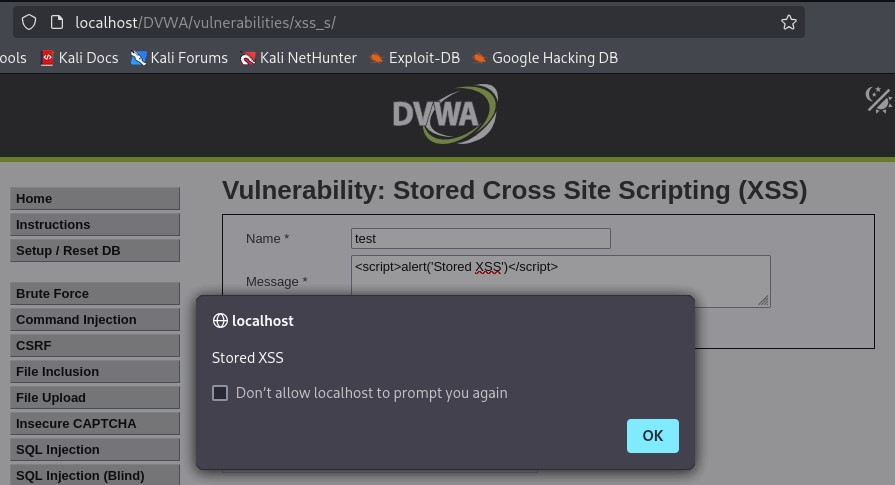 localhost/DVWA/vulnerabilities/xss_s/
ools Kali Docs Kali Forums Kali NetHunter Exploit-DB Google Hacking DB
DVWA
Vulnerability: Stored Cross Site Scripting (XSS)
Home
Instructions
Setup / Reset DB
Brute Force
Command Injection
CSRF
File Inclusion
File Upload
Insecure CAPTCHA
SQL Injection
SQL Injection (Blind)
Name * test
Message * <script>alert('Stored XSS')</script>
localhost
Stored XSS
Don’t allow localhost to prompt you again
OK